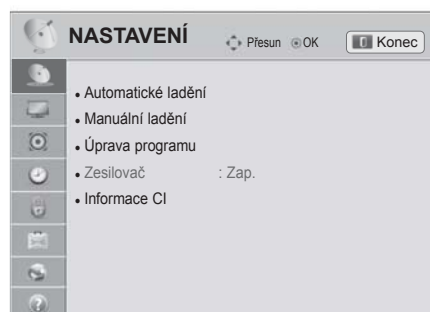 NASTAVENÍ Přesun OK Konec
• Automatické ladění
• Manuální ladění
• Úprava programu
• Zesilovač : Zap.
• Informace CI